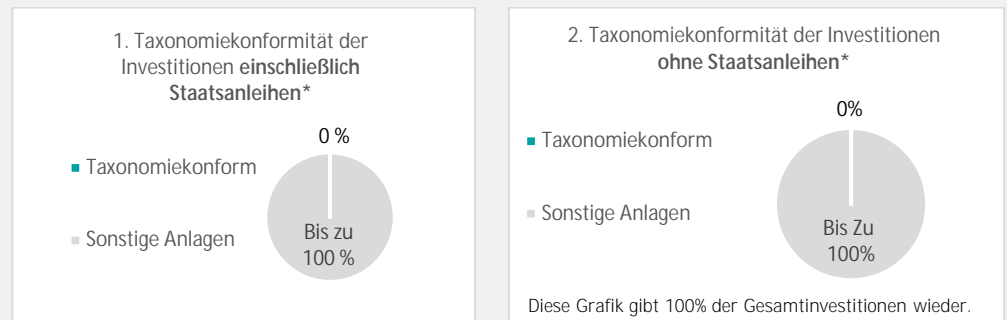 1. Taxonomiekonformität der
Investitionen einschließlich
Staatsanleihen*
0 %
Taxonomiekonform
Sonstige Anlagen
Bis zu
100 %
2. Taxonomiekonformität der Investitionen
ohne Staatsanleihen*
0%
Taxonomiekonform
Sonstige Anlagen
Bis Zu
100%
Diese Grafik gibt 100% der Gesamtinvestitionen wieder.